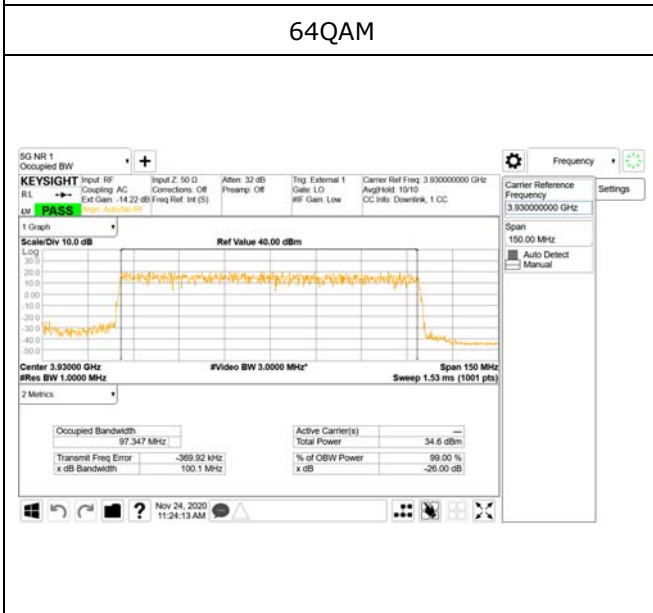 64QAM
5G NR 1
Occupied BW
+
Frequency
KEYSIGHT
RL
PASS
Input: RF
Coupling: AC
Ext Gain: -14.22 dB
Align: Auto/No RF
Input Z: 50 Ω
Corrections: Off
Freq Ref: Int (S)
Atten: 32 dB
Preamp: Off
Trig: External 1
Gate: LO
#IF Gain: Low
Carrier Ref Freq: 3.930000000 GHz
Avg|Hold: 10/10
CC Info: Downlink, 1 CC
Carrier Reference
Frequency
3.930000000 GHz
Settings
Span
150.00 MHz
Auto Detect
Manual
1 Graph
Scale/Div 10.0 dB
Ref Value 40.00 dBm
Log
30.0
20.0
10.0
0.00
-10.0
-20.0
-30.0
-40.0
-50.0
Center 3.93000 GHz
#Video BW 3.0000 MHz*
Span 150 MHz
#Res BW 1.0000 MHz
Sweep 1.53 ms (1001 pts)
2 Metrics
Occupied Bandwidth
97.347 MHz
Transmit Freq Error -369.92 kHz
x dB Bandwidth 100.1 MHz
Active Carrier(s) ---
Total Power 34.6 dBm
% of OBW Power 99.00 %
x dB -26.00 dB
?
Nov 24, 2020
11:24:13 AM